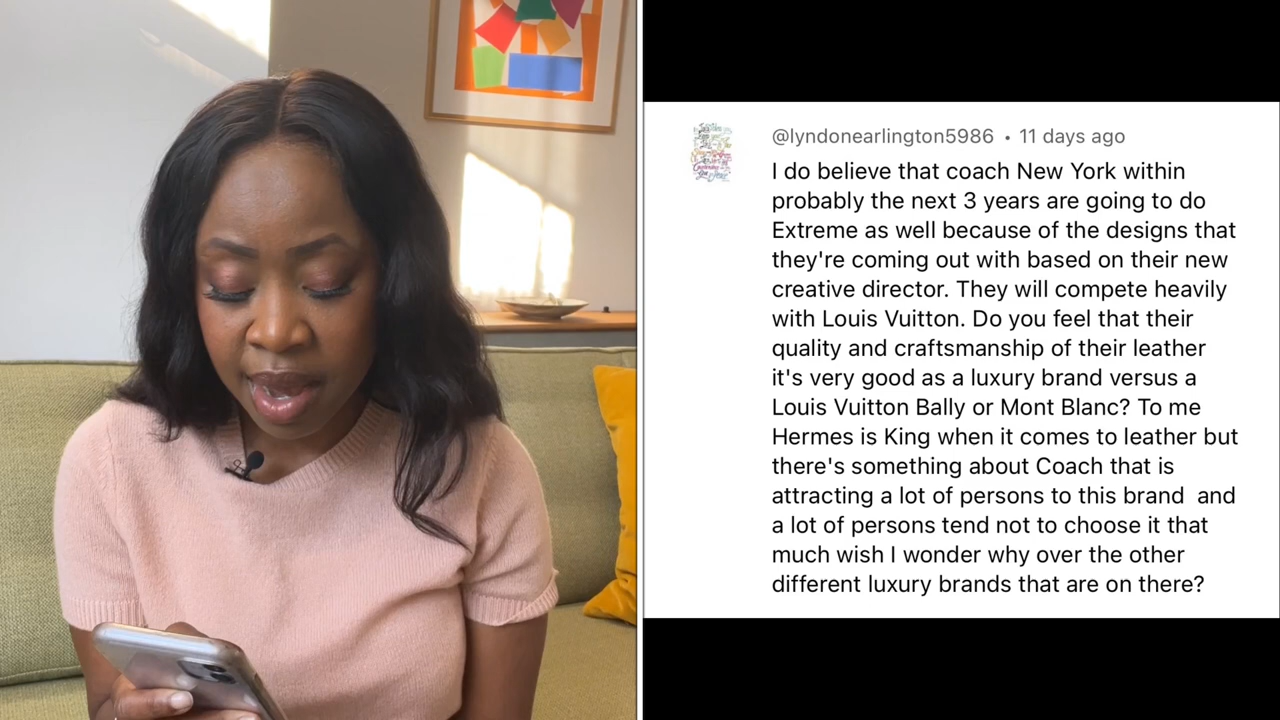 @lyndonearlington5986 • 11 days ago
I do believe that coach New York within
probably the next 3 years are going to do
Extreme as well because of the designs that
they're coming out with based on their new
creative director. They will compete heavily
with Louis Vuitton. Do you feel that their
quality and craftsmanship of their leather
it's very good as a luxury brand versus a
Louis Vuitton Bally or Mont Blanc? To me
Hermes is King when it comes to leather but
there's something about Coach that is
attracting a lot of persons to this brand  and
a lot of persons tend not to choose it that
much wish I wonder why over the other
different luxury brands that are on there?